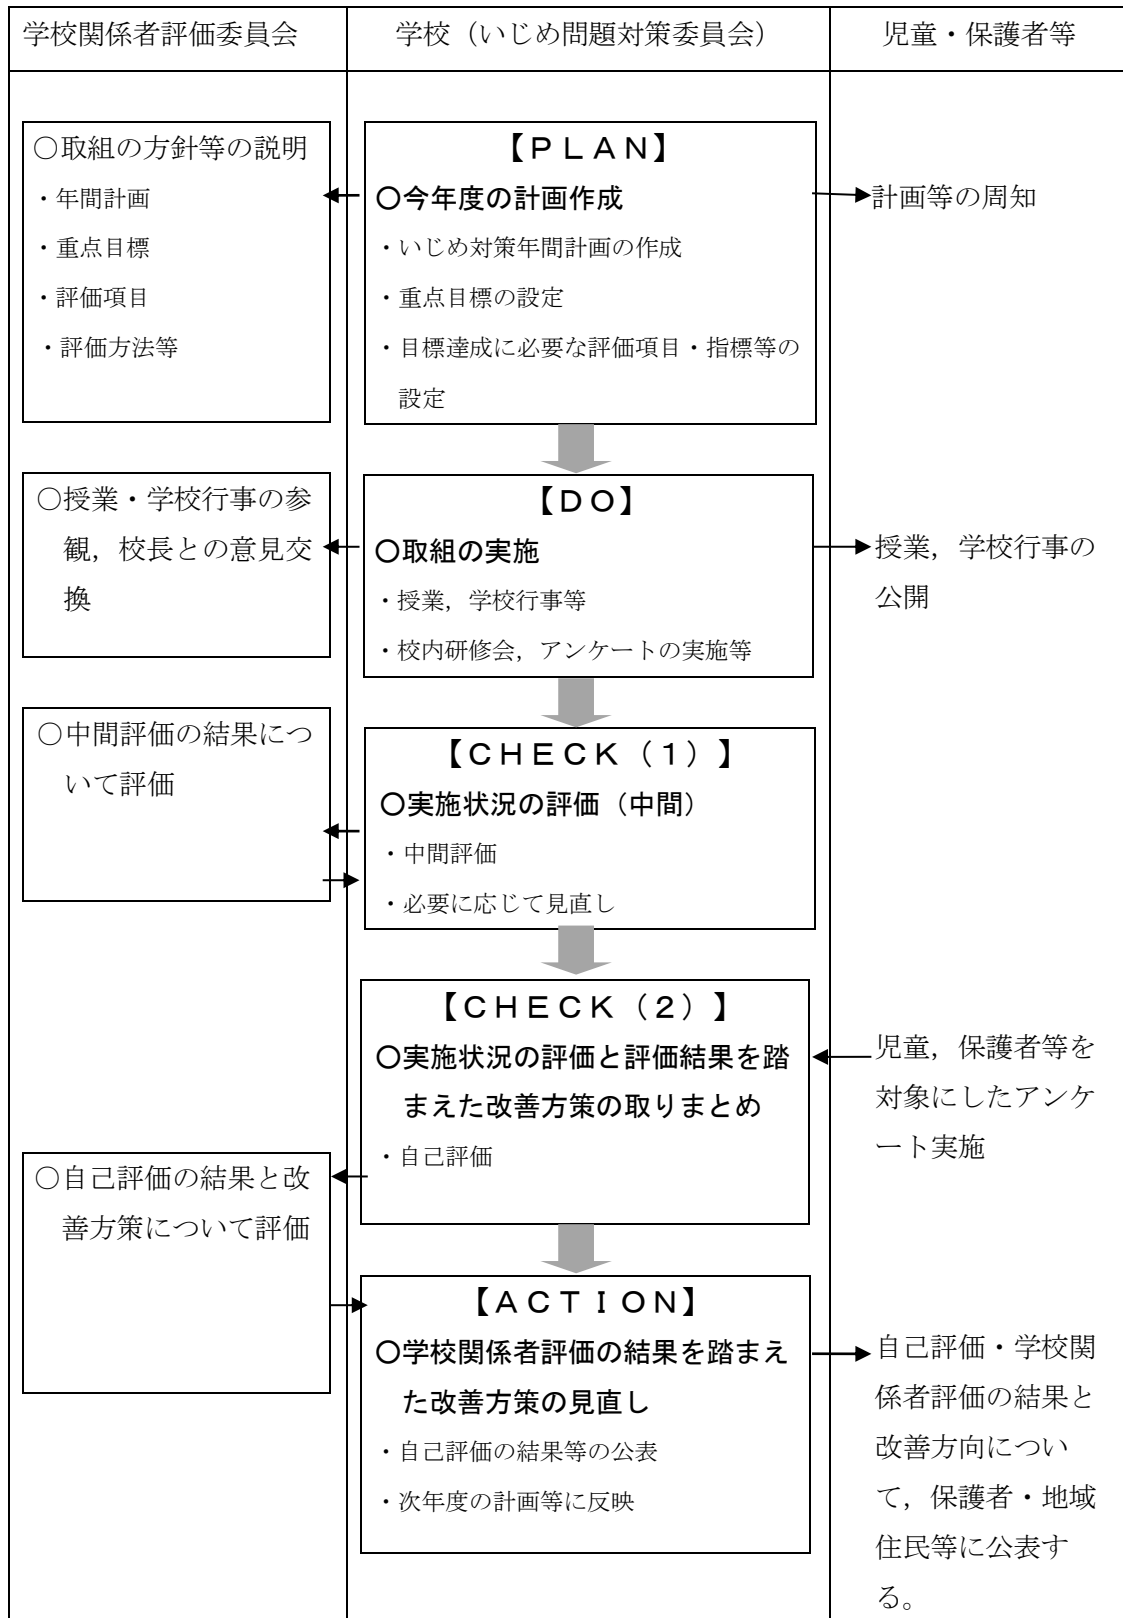 学校関係者評価委員会
学校（いじめ問題対策委員会）
児童・保護者等
○取組の方針等の説明
・年間計画
・重点目標
・評価項目
・評価方法等
【ＰＬＡＮ】
○今年度の計画作成
・いじめ対策年間計画の作成
・重点目標の設定
・目標達成に必要な評価項目・指標等の
設定
計画等の周知
○授業・学校行事の参
観，校長との意見交
換
【ＤＯ】
○取組の実施
・授業，学校行事等
・校内研修会，アンケートの実施等
授業，学校行事の
公開
○中間評価の結果につ
いて評価
【ＣＨＥＣＫ（１）】
○実施状況の評価（中間）
・中間評価
・必要に応じて見直し
【ＣＨＥＣＫ（２）】
○実施状況の評価と評価結果を踏
まえた改善方策の取りまとめ
・自己評価
児童，保護者等を
対象にしたアンケ
ート実施
○自己評価の結果と改
善方策について評価
【ＡＣＴＩＯＮ】
○学校関係者評価の結果を踏まえ
た改善方策の見直し
・自己評価の結果等の公表
・次年度の計画等に反映
自己評価・学校関
係者評価の結果と
改善方向につい
て，保護者・地域
住民等に公表す
る。